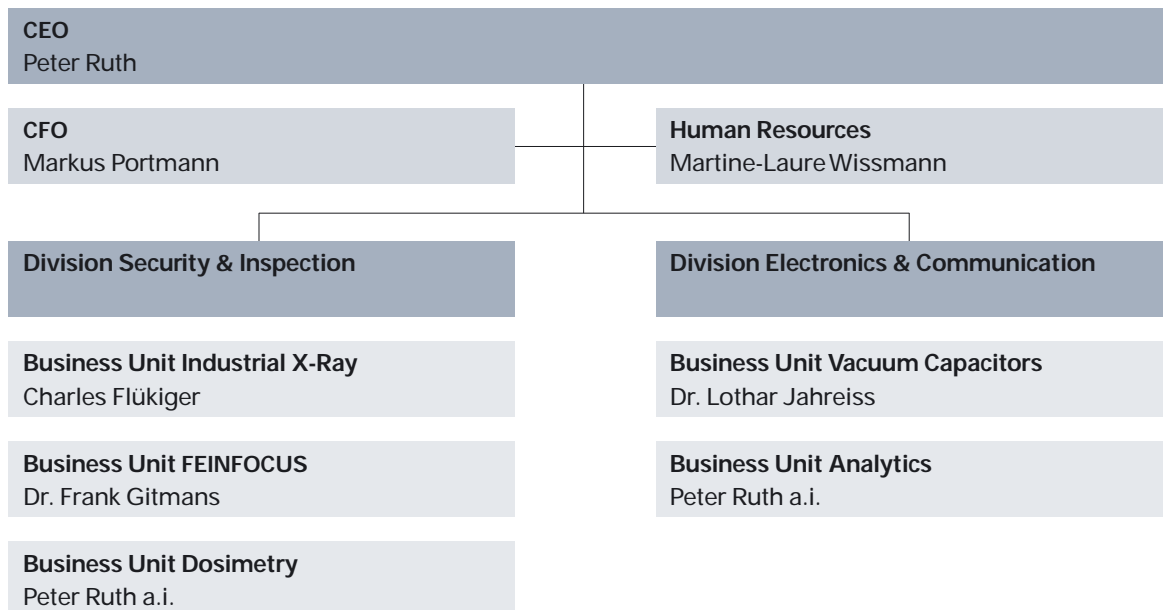 CEO
Peter Ruth
CFO
Markus Portmann
Human Resources
Martine-Laure Wissmann
Division Security & Inspection
Division Electronics & Communication
Business Unit Industrial X-Ray
Charles Flükiger
Business Unit Vacuum Capacitors
Dr. Lothar Jahreiss
Business Unit FEINFOCUS
Dr. Frank Gitmans
Business Unit Analytics
Peter Ruth a.i.
Business Unit Dosimetry
Peter Ruth a.i.